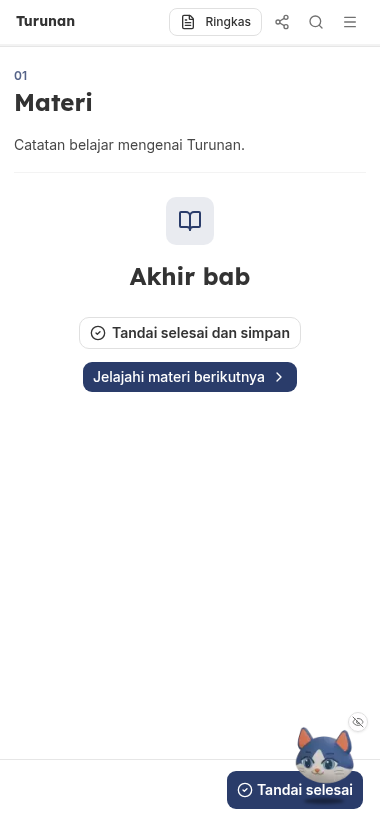 Turunan
Ringkas
01
Materi
Catatan belajar mengenai Turunan.
Akhir bab
Tandai selesai dan simpan
Jelajahi materi berikutnya
Tandai selesai